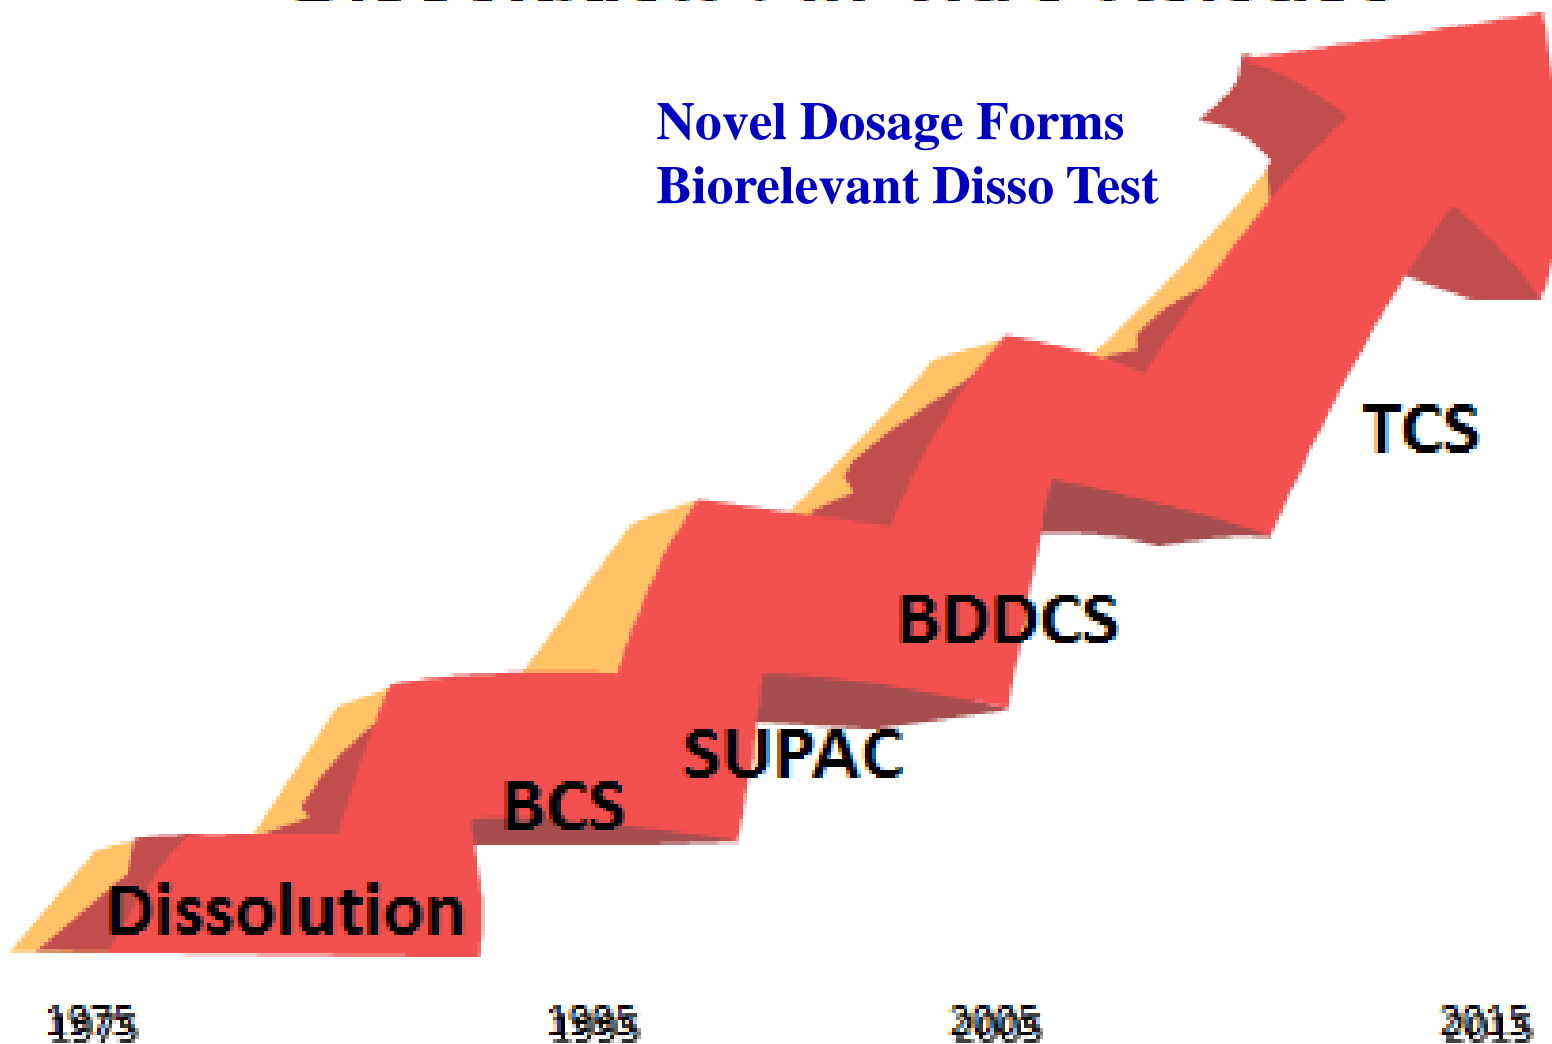 Novel Dosage Forms
Biorelevant Disso Test
TCS
BDDCS
SUPAC
BCS
Dissolution
1975 1995 2005 2015